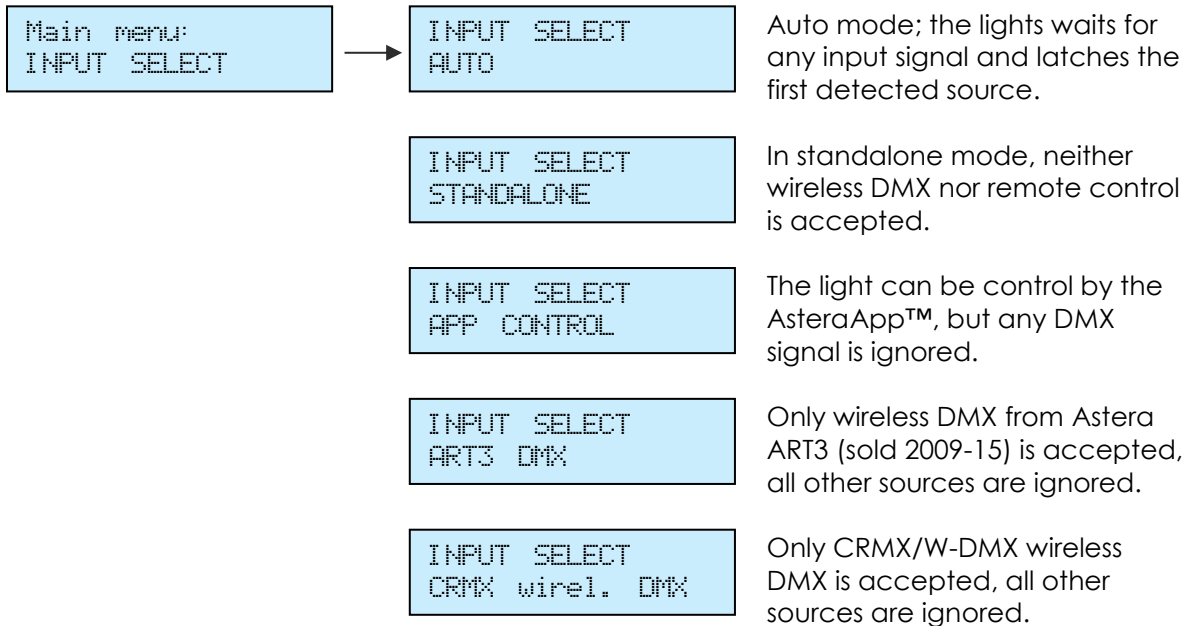 Main menu:
INPUT SELECT
INPUT SELECT
AUTO
Auto mode; the lights waits for
any input signal and latches the
first detected source.
INPUT SELECT
STANDALONE
In standalone mode, neither
wireless DMX nor remote control
is accepted.
INPUT SELECT
APP CONTROL
The light can be control by the
AsteraApp™, but any DMX
signal is ignored.
INPUT SELECT
ART3 DMX
Only wireless DMX from Astera
ART3 (sold 2009-15) is accepted,
all other sources are ignored.
INPUT SELECT
CRMX wirel. DMX
Only CRMX/W-DMX wireless
DMX is accepted, all other
sources are ignored.